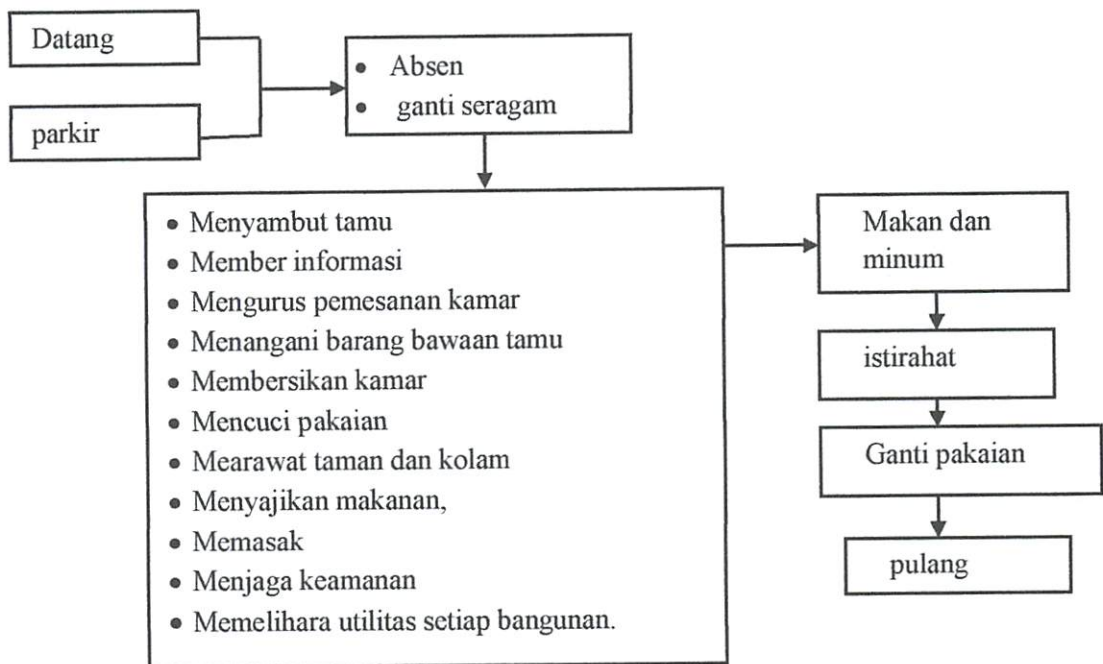 Datang
parkir
• Absen
• ganti seragam
• Menyambut tamu
• Member informasi
• Mengurus pemesanan kamar
• Menangani barang bawaan tamu
• Membersikan kamar
• Mencuci pakaian
• Mearawat taman dan kolam
• Menyajikan makanan,
• Memasak
• Menjaga keamanan
• Memelihara utilitas setiap bangunan.
Makan dan
minum
istirahat
Ganti pakaian
pulang